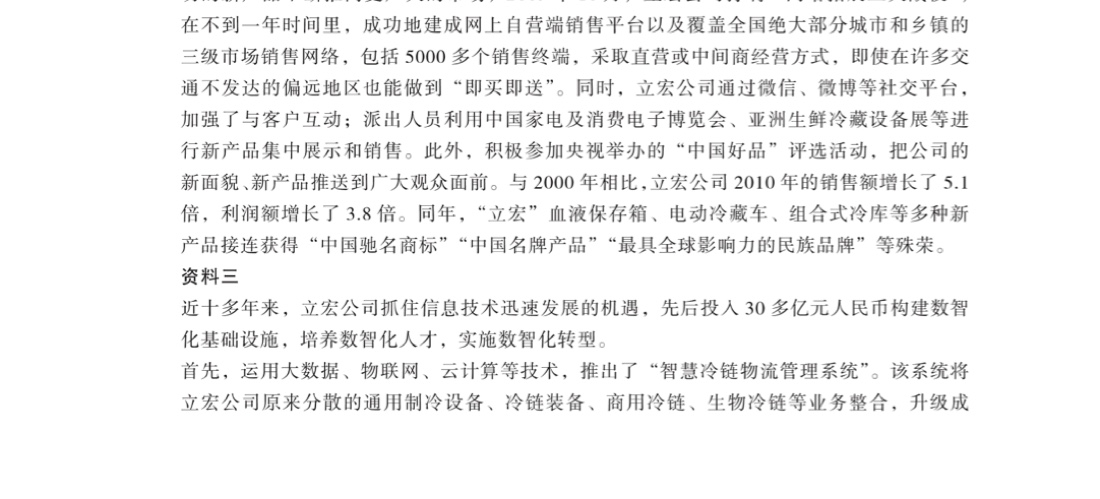 在不到一年时间里，成功地建成网上自营端销售平台以及覆盖全国绝大部分城市和乡镇的
三级市场销售网络，包括 5000 多个销售终端，采取直营或中间商经营方式，即使在许多交
通不发达的偏远地区也能做到“即买即送”。同时，立宏公司通过微信、微博等社交平台，
加强了与客户互动；派出人员利用中国家电及消费电子博览会、亚洲生鲜冷藏设备展等进
行新产品集中展示和销售。此外，积极参加央视举办的“中国好品”评选活动，把公司的
新面貌、新产品推送到广大观众面前。与 2000 年相比，立宏公司 2010 年的销售额增长了 5.1
倍，利润额增长了 3.8 倍。同年，“立宏”血液保存箱、电动冷藏车、组合式冷库等多种新
产品接连获得“中国驰名商标”“中国名牌产品”“最具全球影响力的民族品牌”等殊荣。
资料三
近十多年来，立宏公司抓住信息技术迅速发展的机遇，先后投入 30 多亿元人民币构建数智
化基础设施，培养数智化人才，实施数智化转型。
首先，运用大数据、物联网、云计算等技术，推出了“智慧冷链物流管理系统”。该系统将
立宏公司原来分散的通用制冷设备、冷链装备、商用冷链、生物冷链等业务整合，升级成